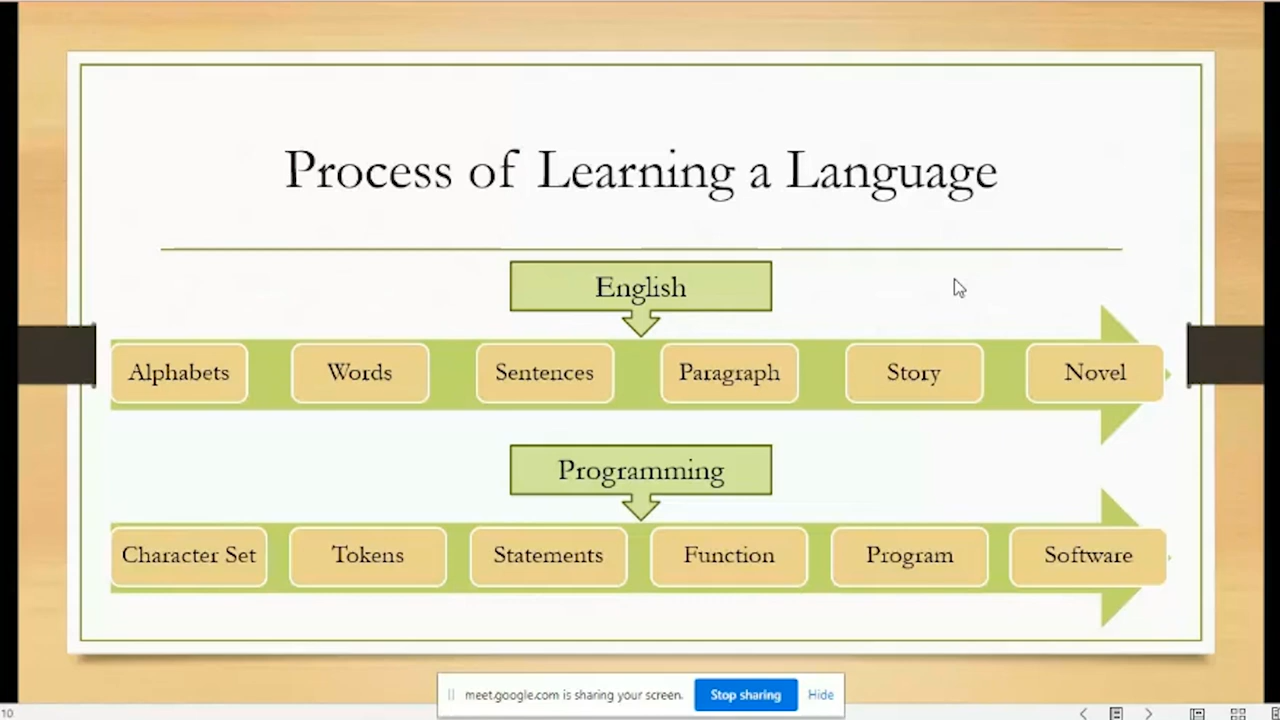 Process of Learning a Language
English
Alphabets Words Sentences Paragraph Story Novel
Programming
Character Set Tokens Statements Function Program Software
meet.google.com is sharing your screen. Stop sharing Hide
10